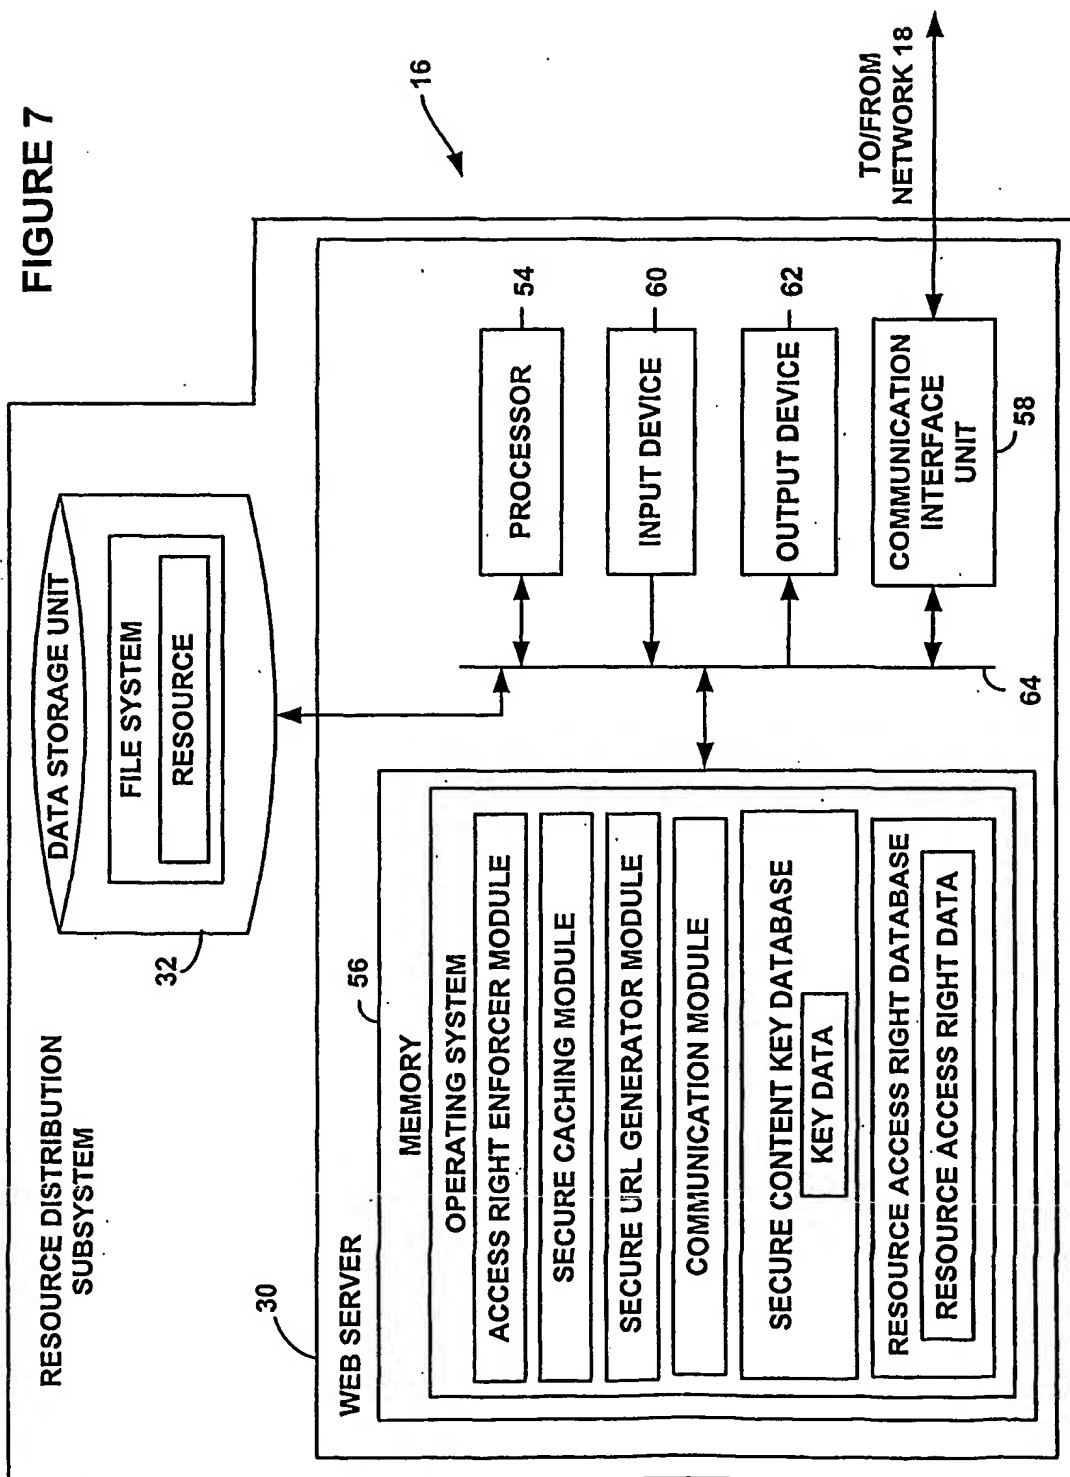 FIGURE 7
RESOURCE DISTRIBUTION
SUBSYSTEM
16
DATA STORAGE UNIT
FILE SYSTEM
RESOURCE
32
30
WEB SERVER
56
MEMORY
OPERATING SYSTEM
ACCESS RIGHT ENFORCER MODULE
SECURE CACHING MODULE
SECURE URL GENERATOR MODULE
COMMUNICATION MODULE
SECURE CONTENT KEY DATABASE
KEY DATA
RESOURCE ACCESS RIGHT DATABASE
RESOURCE ACCESS RIGHT DATA
PROCESSOR
54
INPUT DEVICE
60
OUTPUT DEVICE
62
COMMUNICATION
INTERFACE
UNIT
58
64
TO/FROM
NETWORK 18